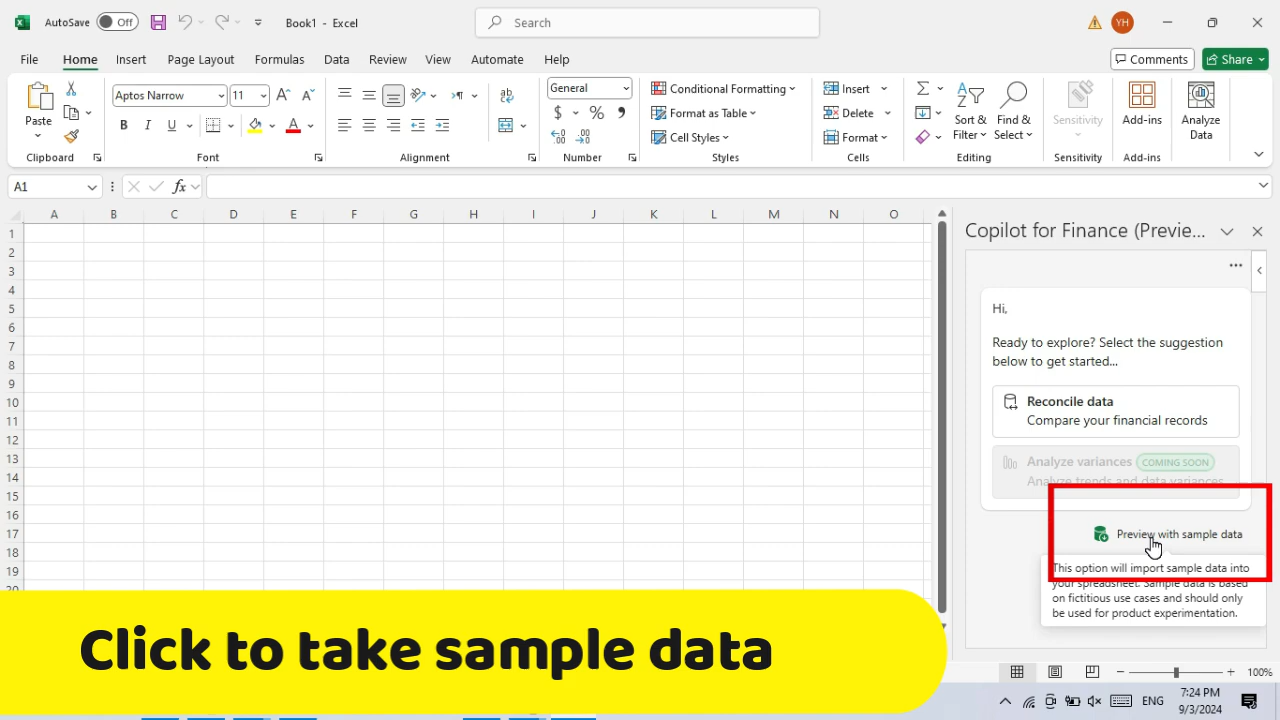 AutoSave Off Book1 - Excel Search YH
File Home Insert Page Layout Formulas Data Review View Automate Help Comments Share
Paste Aptos Narrow 11 General Conditional Formatting Insert Sort & Find & Sensitivity Add-ins Analyze
Format as Table Delete Filter Select Data
B I U A $ % , Cell Styles Format
Clipboard Font Alignment Number Styles Cells Editing Sensitivity Add-ins
A1 fx
A B C D E F G H I J K L M N O
1
2
3
4
5
6
7
8
9
10
11
12
13
14
15
16
17
18
19
20
Copilot for Finance (Previe...
Hi,
Ready to explore? Select the suggestion
below to get started...
Reconcile data
Compare your financial records
Analyze variances COMING SOON
Analyze trends and data variances
Preview with sample data
This option will import sample data into
your spreadsheet. Sample data is based
on fictitious use cases and should only
be used for product experimentation.
Click to take sample data
100%
ENG 7:24 PM
9/3/2024